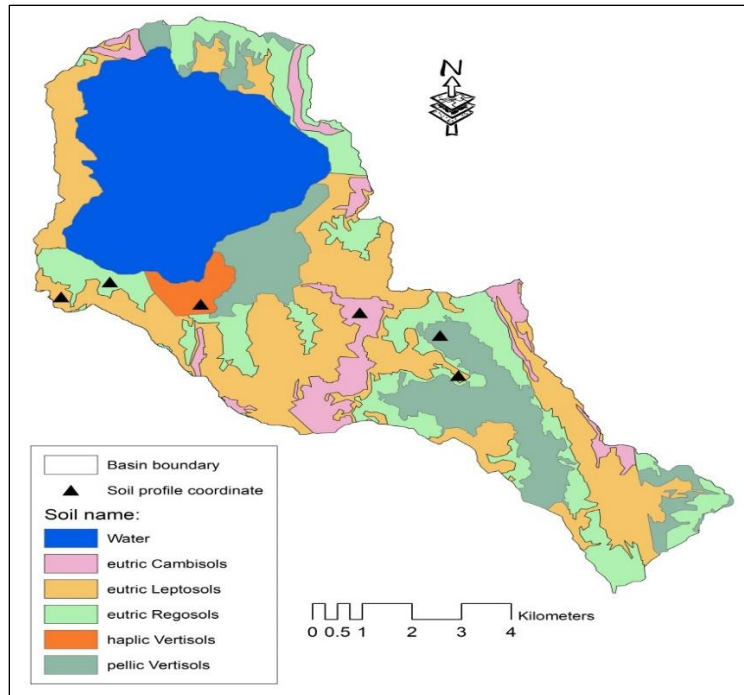 N
Basin boundary
Soil profile coordinate
Soil name:
Water
eutric Cambisols
eutric Leptosols
eutric Regosols
haplic Vertisols
pellic Vertisols
Kilometers
0 0.5 1 2 3 4